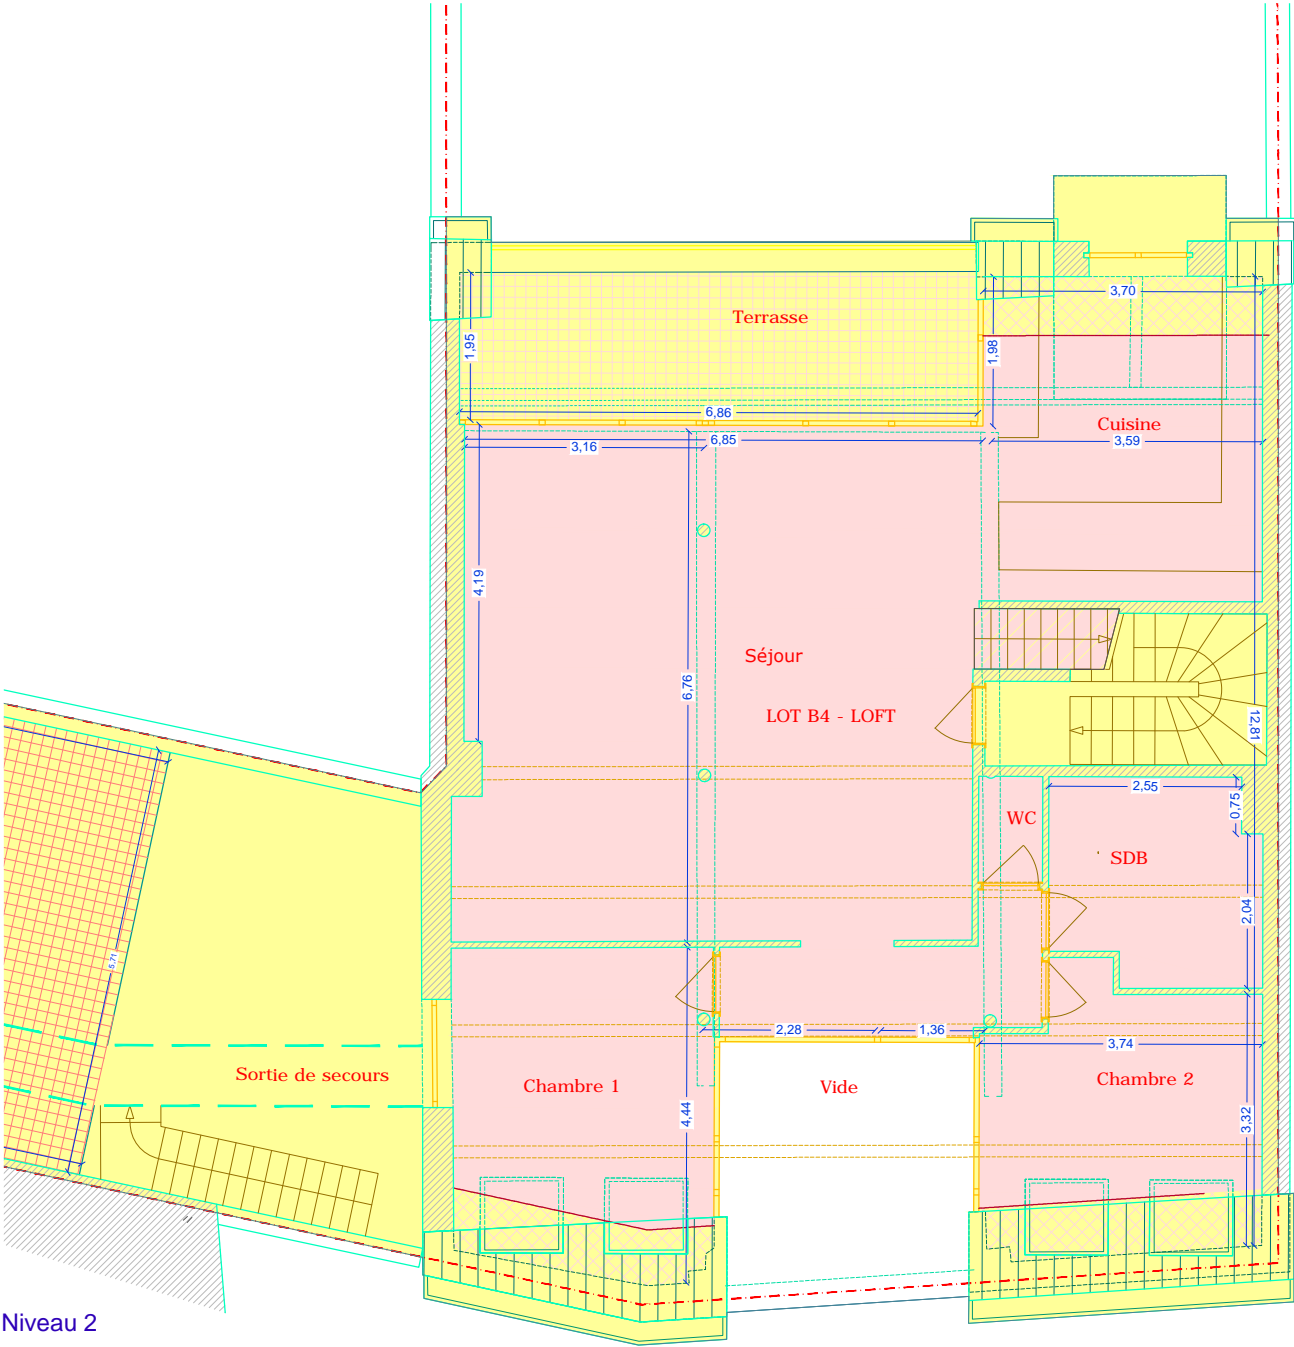 3,70
Terrasse
1,95
1,98
6,86
Cuisine
6,85
3,16
3,59
4,19
Séjour
6,76
LOT B4 - LOFT
12,81
2,55
0,75
WC
SDB
2,04
5,71
2,28
1,36
3,74
Sortie de secours
Chambre 1
Vide
Chambre 2
4,44
3,32
Niveau 2